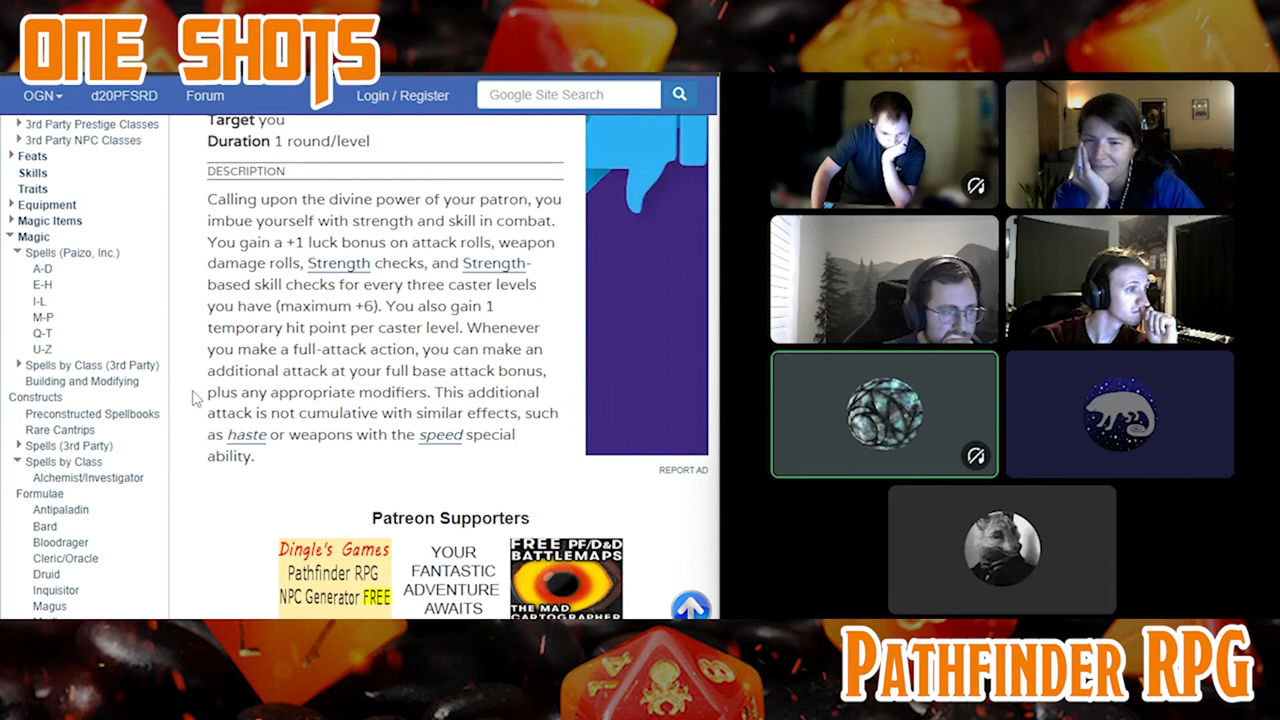 ONE SHOTS
OGN
d20PFSRD
Forum
Login / Register
Google Site Search
3rd Party Prestige Classes
3rd Party NPC Classes
Feats
Skills
Traits
Equipment
Magic Items
Magic
Spells (Paizo, Inc.)
A-D
E-H
I-L
M-P
Q-T
U-Z
Spells by Class (3rd Party)
Building and Modifying
Constructs
Preconstructed Spellbooks
Rare Cantrips
Spells (3rd Party)
Spells by Class
Alchemist/Investigator
Formulae
Antipaladin
Bard
Bloodrager
Cleric/Oracle
Druid
Inquisitor
Magus
Target you
Duration 1 round/level
DESCRIPTION
Calling upon the divine power of your patron, you
imbue yourself with strength and skill in combat.
You gain a +1 luck bonus on attack rolls, weapon
damage rolls, Strength checks, and Strength-
based skill checks for every three caster levels
you have (maximum +6). You also gain 1
temporary hit point per caster level. Whenever
you make a full-attack action, you can make an
additional attack at your full base attack bonus,
plus any appropriate modifiers. This additional
attack is not cumulative with similar effects, such
as haste or weapons with the speed special
ability.
REPORT AD
Patreon Supporters
Dingle's Games
Pathfinder RPG
NPC Generator FREE
YOUR
FANTASTIC
ADVENTURE
AWAITS
FREE PF/D&D
BATTLEMAPS
THE MAD
CARTOGRAPHER
PATHFINDER RPG